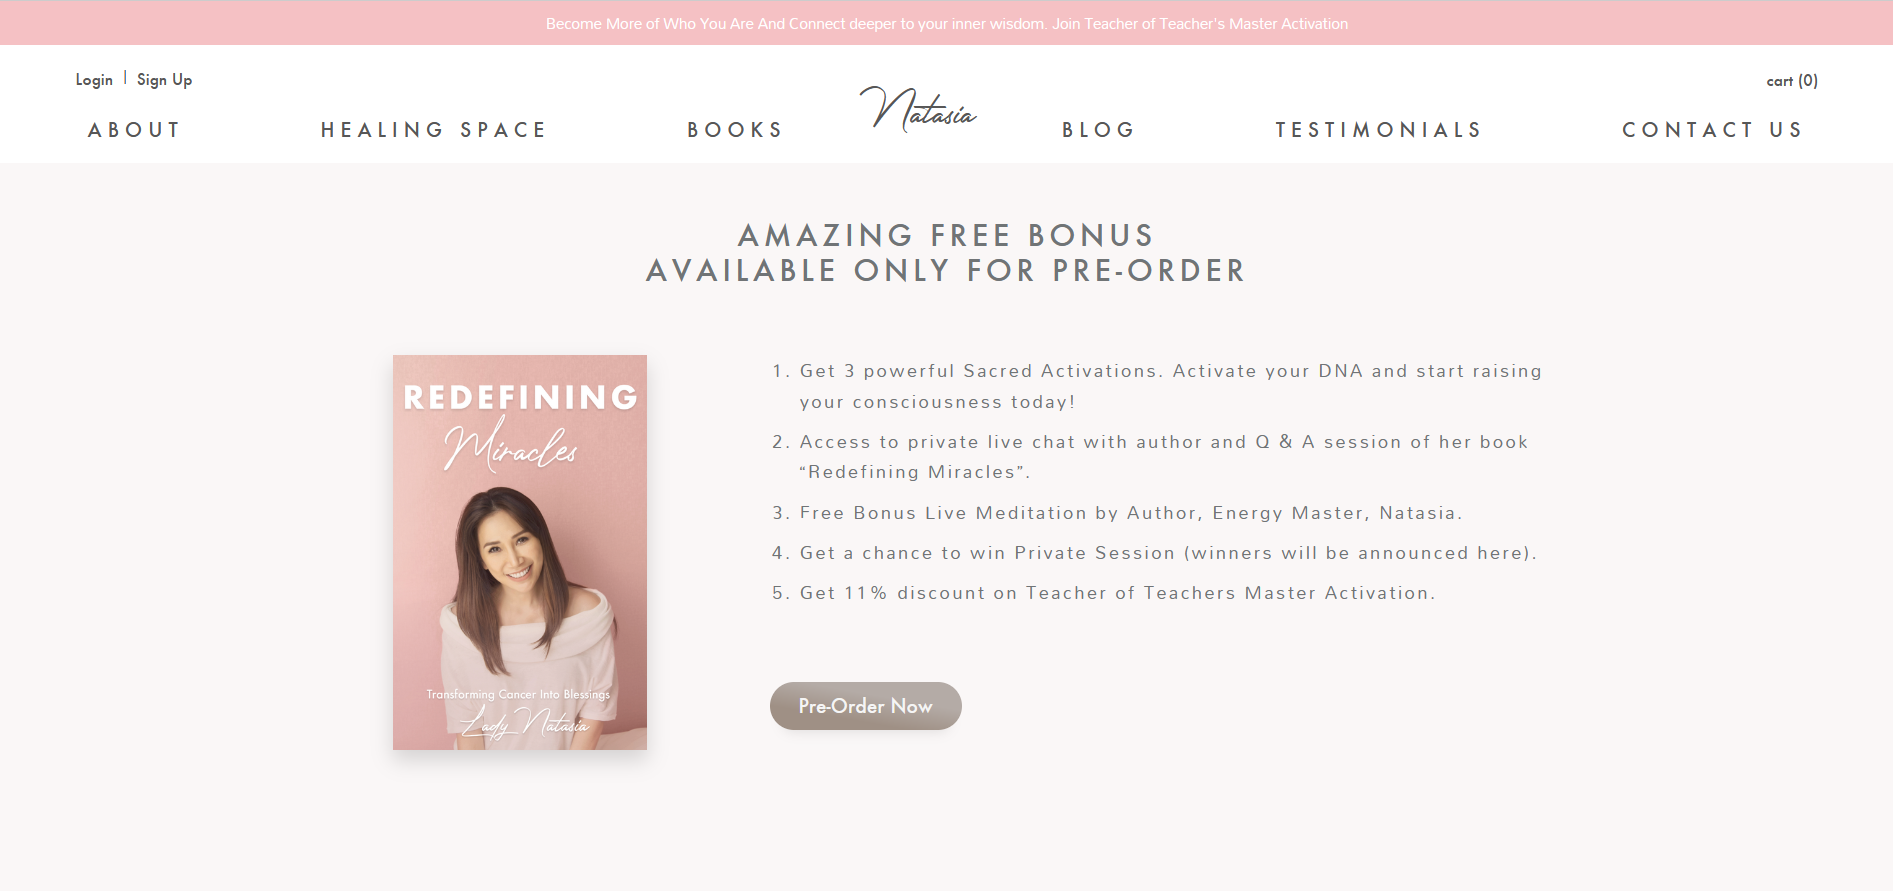 Become More of Who You Are And Connect deeper to your inner wisdom. Join Teacher of Teacher's Master Activation
Login | Sign Up
cart (0)
Natasia
ABOUT
HEALING SPACE
BOOKS
BLOG
TESTIMONIALS
CONTACT US
AMAZING FREE BONUS
AVAILABLE ONLY FOR PRE-ORDER
REDEFINING
Miracles
Transforming Cancer Into Blessings
Lady Natasia
1. Get 3 powerful Sacred Activations. Activate your DNA and start raising
your consciousness today!
2. Access to private live chat with author and Q & A session of her book
“Redefining Miracles”.
3. Free Bonus Live Meditation by Author, Energy Master, Natasia.
4. Get a chance to win Private Session (winners will be announced here).
5. Get 11% discount on Teacher of Teachers Master Activation.
Pre-Order Now